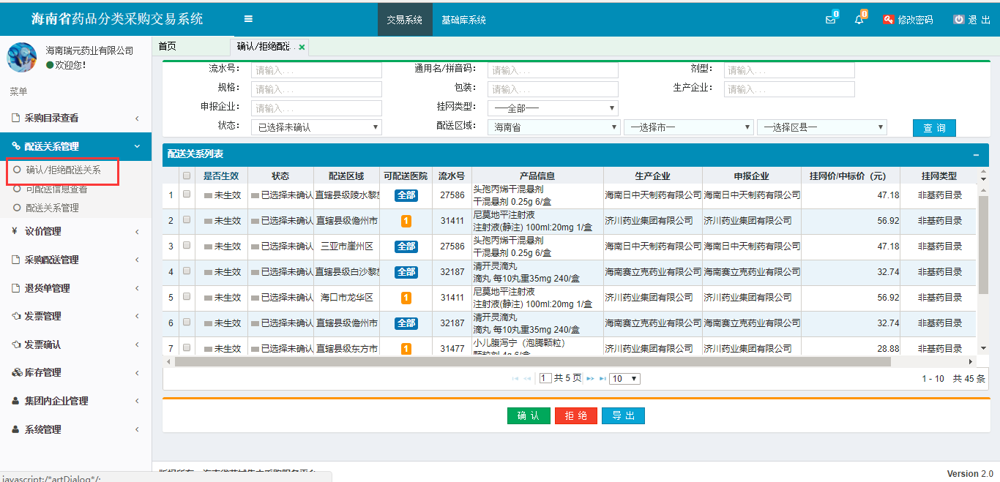 海南省药品分类采购交易系统 ≡ 交易系统 基础库系统 0 0 修改密码 退 出
海南瑞元药业有限公司
欢迎您!
首页 确认/拒绝配送 . ×
菜单
采购目录查看
配送关系管理
确认/拒绝配送关系
可配送信息查看
配送关系管理
¥ 议价管理
采购配送管理
退货单管理
发票管理
发票确认
库存管理
集团内企业管理
系统管理
流水号: 请输入... 通用名/拼音码: 请输入... 剂型: 请输入...
规格: 请输入... 包装: 请输入... 生产企业: 请输入...
申报企业: 请输入... 挂网类型: ──全部──
状态: 已选择未确认 配送区域: 海南省 —选择市— —选择区县— 查 询
配送关系列表 −
是否生效 状态 配送区域 可配送医院 流水号 产品信息 生产企业 申报企业 挂网价/中标价 (元) 挂网类型
1 未生效 已选择未确认 直辖县级陵水黎族 全部 27586 头孢丙烯干混悬剂 海南日中天制药有限公司 海南日中天制药有限公司 47.18 非基药目录
干混悬剂 0.25g 6/盒
2 未生效 已选择未确认 直辖县级儋州市 1 31411 尼莫地平注射液 济川药业集团有限公司 济川药业集团有限公司 56.92 非基药目录
注射液(静注) 100ml:20mg 1/盒
3 未生效 已选择未确认 三亚市崖州区 全部 27586 头孢丙烯干混悬剂 海南日中天制药有限公司 海南日中天制药有限公司 47.18 非基药目录
干混悬剂 0.25g 6/盒
4 未生效 已选择未确认 直辖县级白沙黎族 全部 32187 清开灵滴丸 海南赛立克药业有限公司 海南赛立克药业有限公司 32.74 非基药目录
滴丸 每10丸重35mg 240/盒
5 未生效 已选择未确认 海口市龙华区 1 31411 尼莫地平注射液 济川药业集团有限公司 济川药业集团有限公司 56.92 非基药目录
注射液(静注) 100ml:20mg 1/盒
6 未生效 已选择未确认 直辖县级儋州市 全部 32187 清开灵滴丸 海南赛立克药业有限公司 海南赛立克药业有限公司 32.74 非基药目录
滴丸 每10丸重35mg 240/盒
7 未生效 已选择未确认 直辖县级东方市 1 31477 小儿腹泻宁（泡腾颗粒） 济川药业集团有限公司 济川药业集团有限公司 28.88 非基药目录
颗粒剂 4g 6/盒
1 共 5 页 10 1 - 10 共 45 条
确 认 拒 绝 导 出
Version 2.0
javascript:/*artDialog*/;